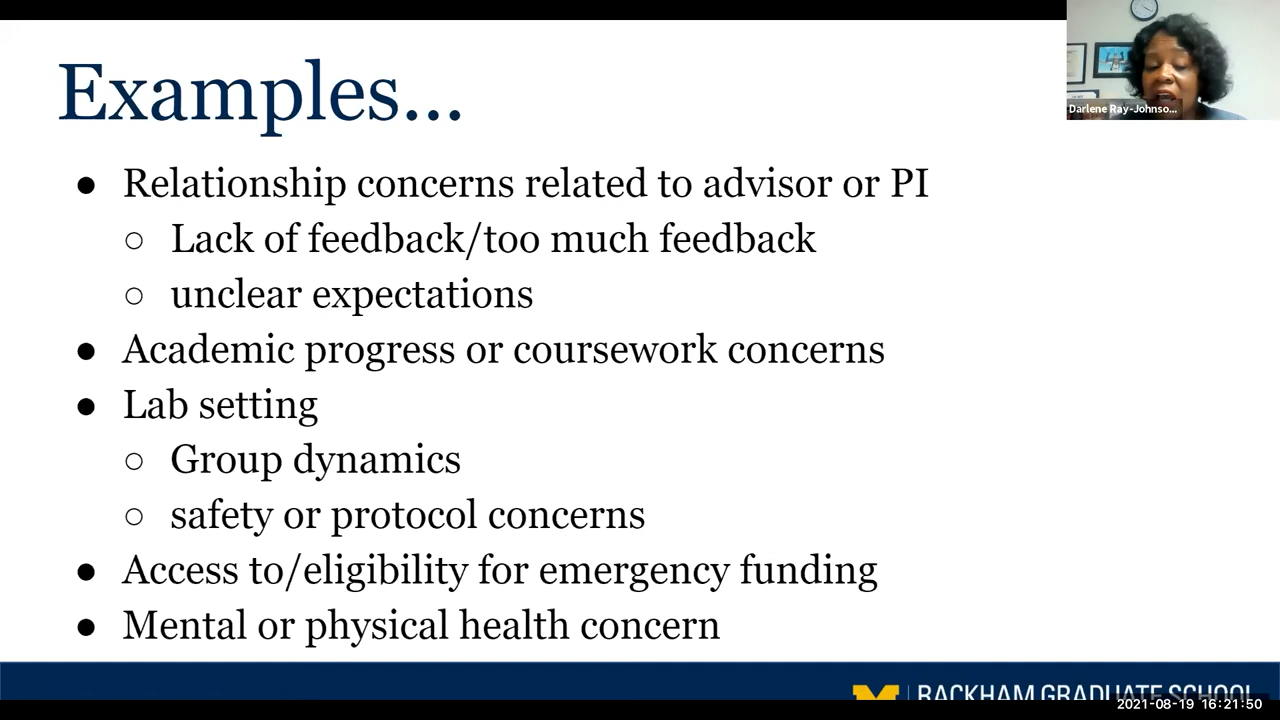 Examples...
● Relationship concerns related to advisor or PI
○ Lack of feedback/too much feedback
○ unclear expectations
● Academic progress or coursework concerns
● Lab setting
○ Group dynamics
○ safety or protocol concerns
● Access to/eligibility for emergency funding
● Mental or physical health concern
Darlene Ray-Johnso...
M | RACKHAM GRADUATE SCHOOL
2021-08-19 16:21:50